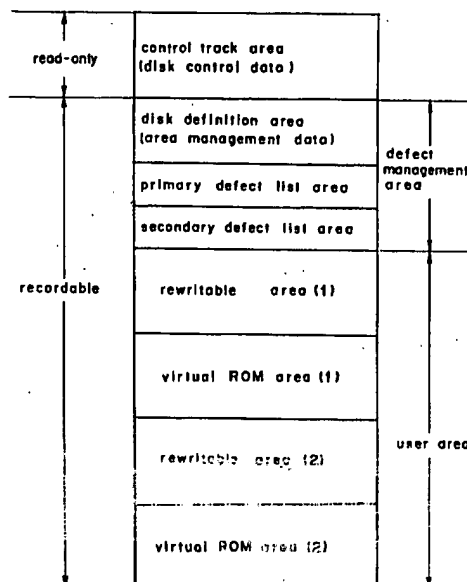 control track area
(disk control data)
read-only
disk definition area
(area management data)
defect
management
area
primary defect list area
secondary defect list area
recordable
rewritable area (1)
virtual ROM area (1)
rewritable area (2)
user area
virtual ROM area (2)